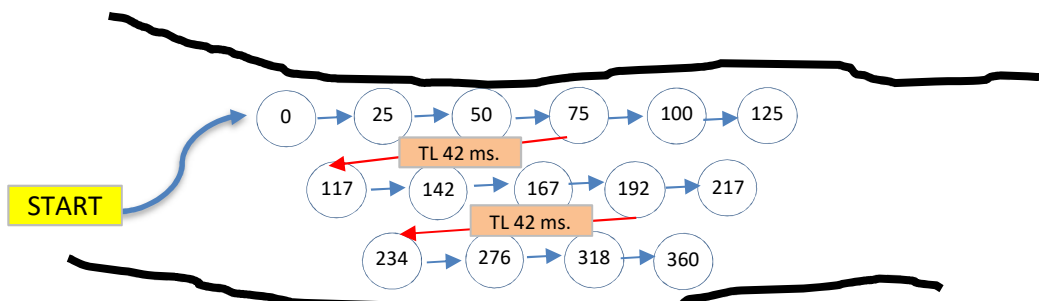 0 25 50 75 100 125
TL 42 ms.
117 142 167 192 217
START
TL 42 ms.
234 276 318 360